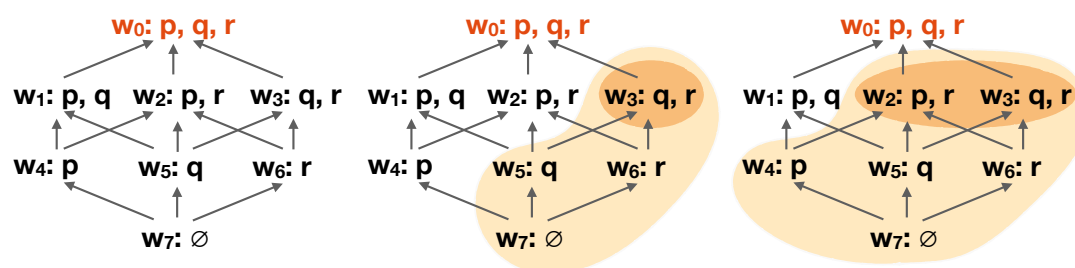 w₀: p, q, r w₀: p, q, r w₀: p, q, r
w₁: p, q w₂: p, r w₃: q, r w₁: p, q w₂: p, r w₃: q, r w₁: p, q w₂: p, r w₃: q, r
w₄: p w₅: q w₆: r w₄: p w₅: q w₆: r w₄: p w₅: q w₆: r
w₇: ∅ w₇: ∅ w₇: ∅